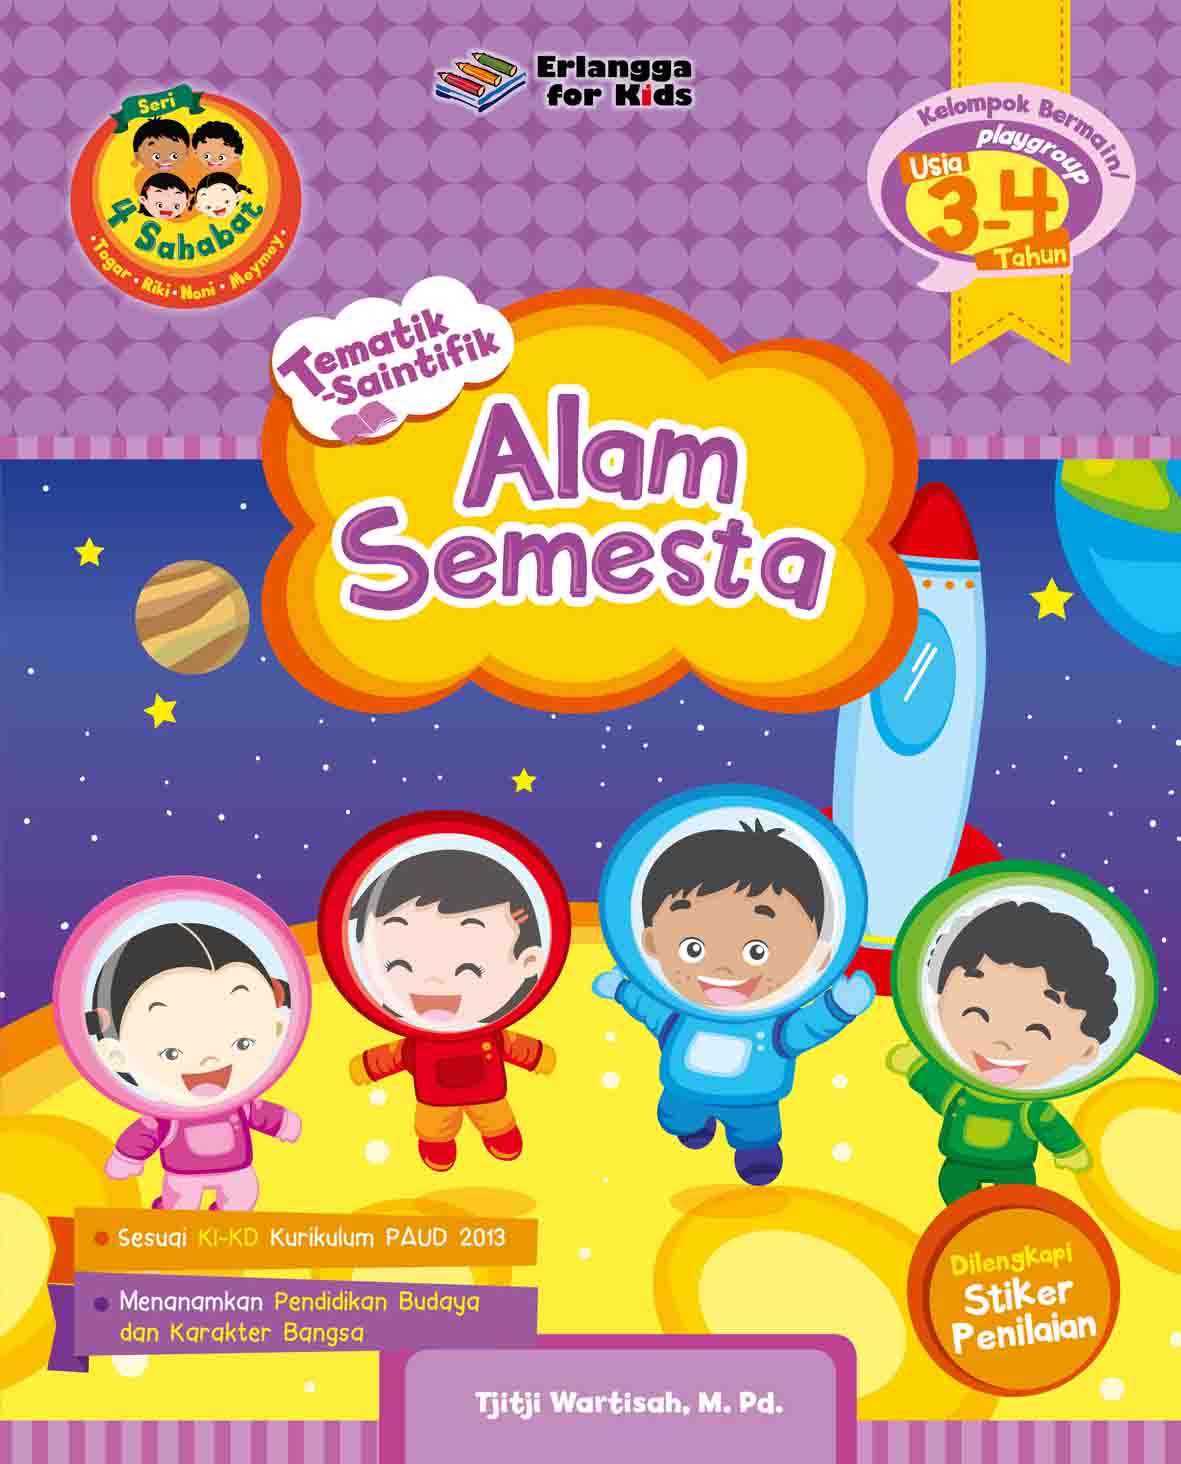 Erlangga
for Kids
Seri
4 Sahabat
• Togar • Riki • Noni • Meymey •
Kelompok Bermain/
playgroup
Usia
3-4
Tahun
Tematik
-Saintifik
Alam
Semesta
• Sesuai KI-KD Kurikulum PAUD 2013
• Menanamkan Pendidikan Budaya
dan Karakter Bangsa
Dilengkapi
Stiker
Penilaian
Tjitji Wartisah, M. Pd.